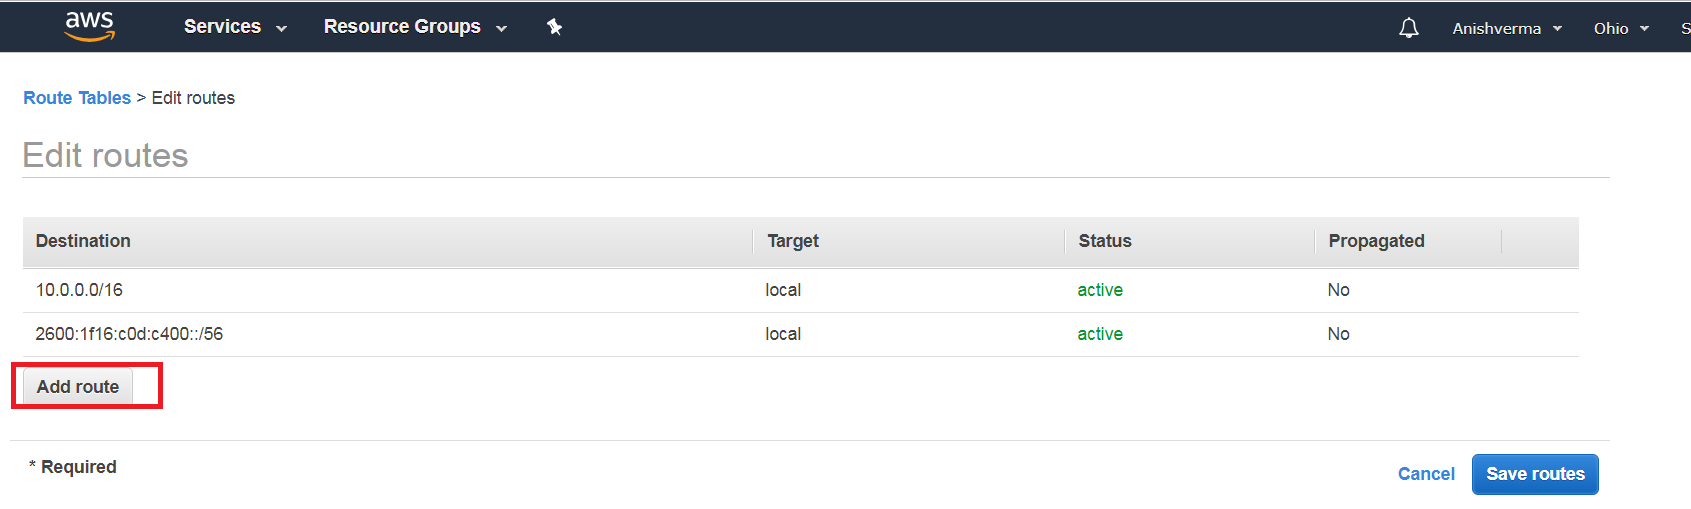 aws Services Resource Groups Anishverma Ohio S
Route Tables > Edit routes
Edit routes
Destination Target Status Propagated
10.0.0.0/16 local active No
2600:1f16:c0d:c400::/56 local active No
Add route
* Required
Cancel Save routes